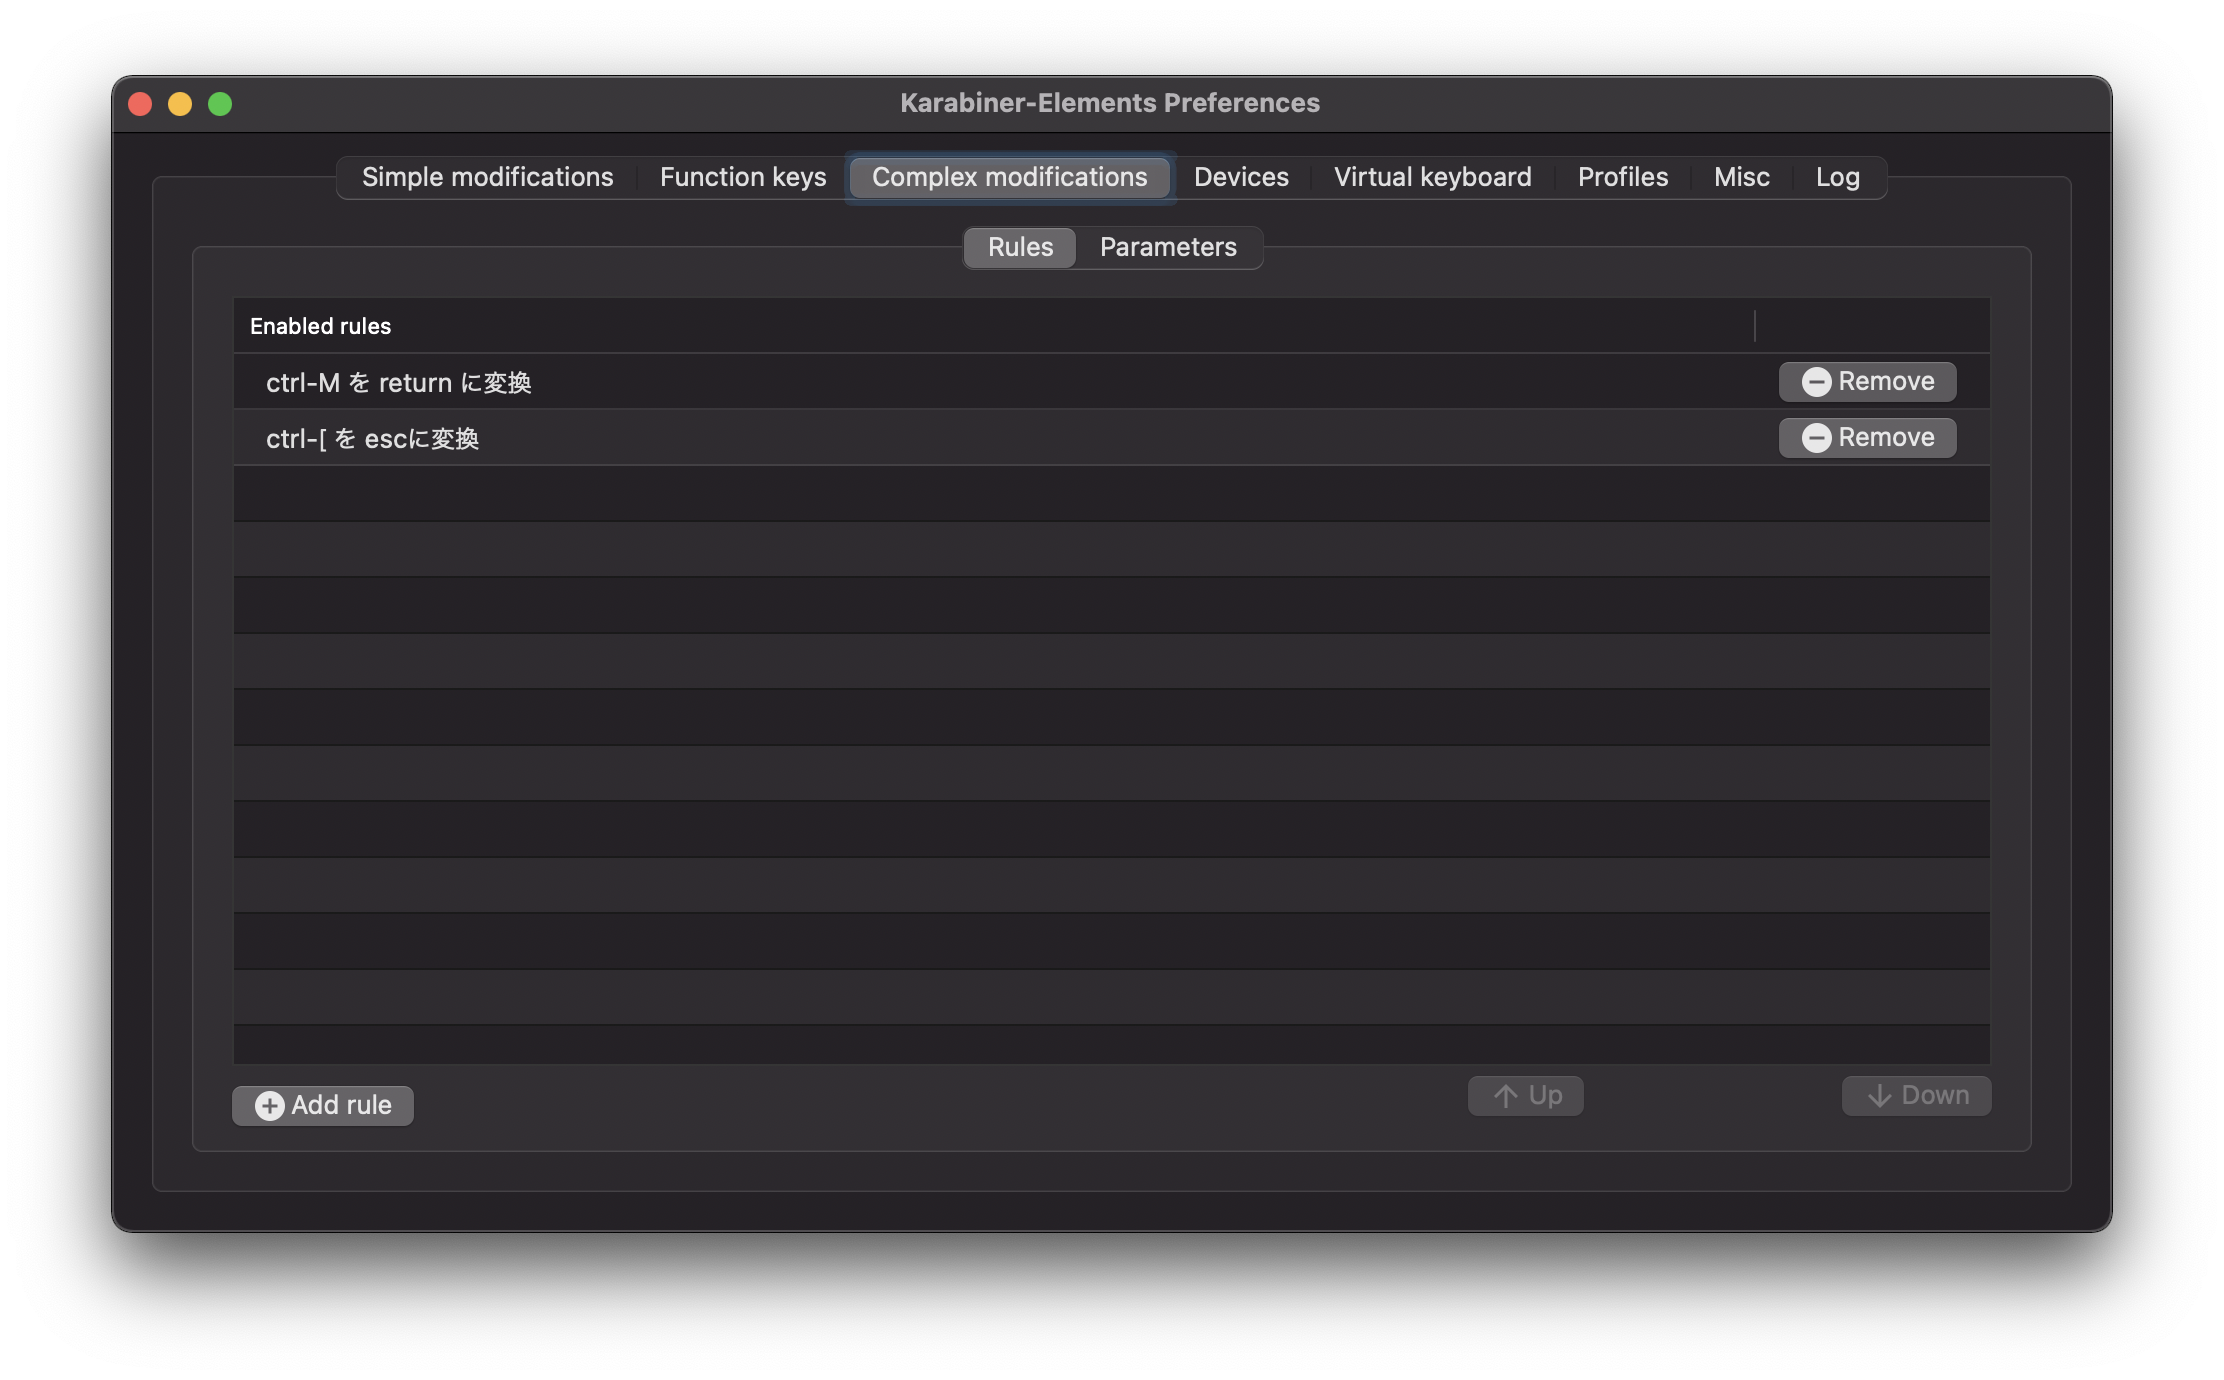 Karabiner-Elements Preferences
Simple modifications Function keys Complex modifications Devices Virtual keyboard Profiles Misc Log
Rules Parameters
Enabled rules
ctrl-M を return に変換 Remove
ctrl-[ を escに変換 Remove
Add rule Up Down